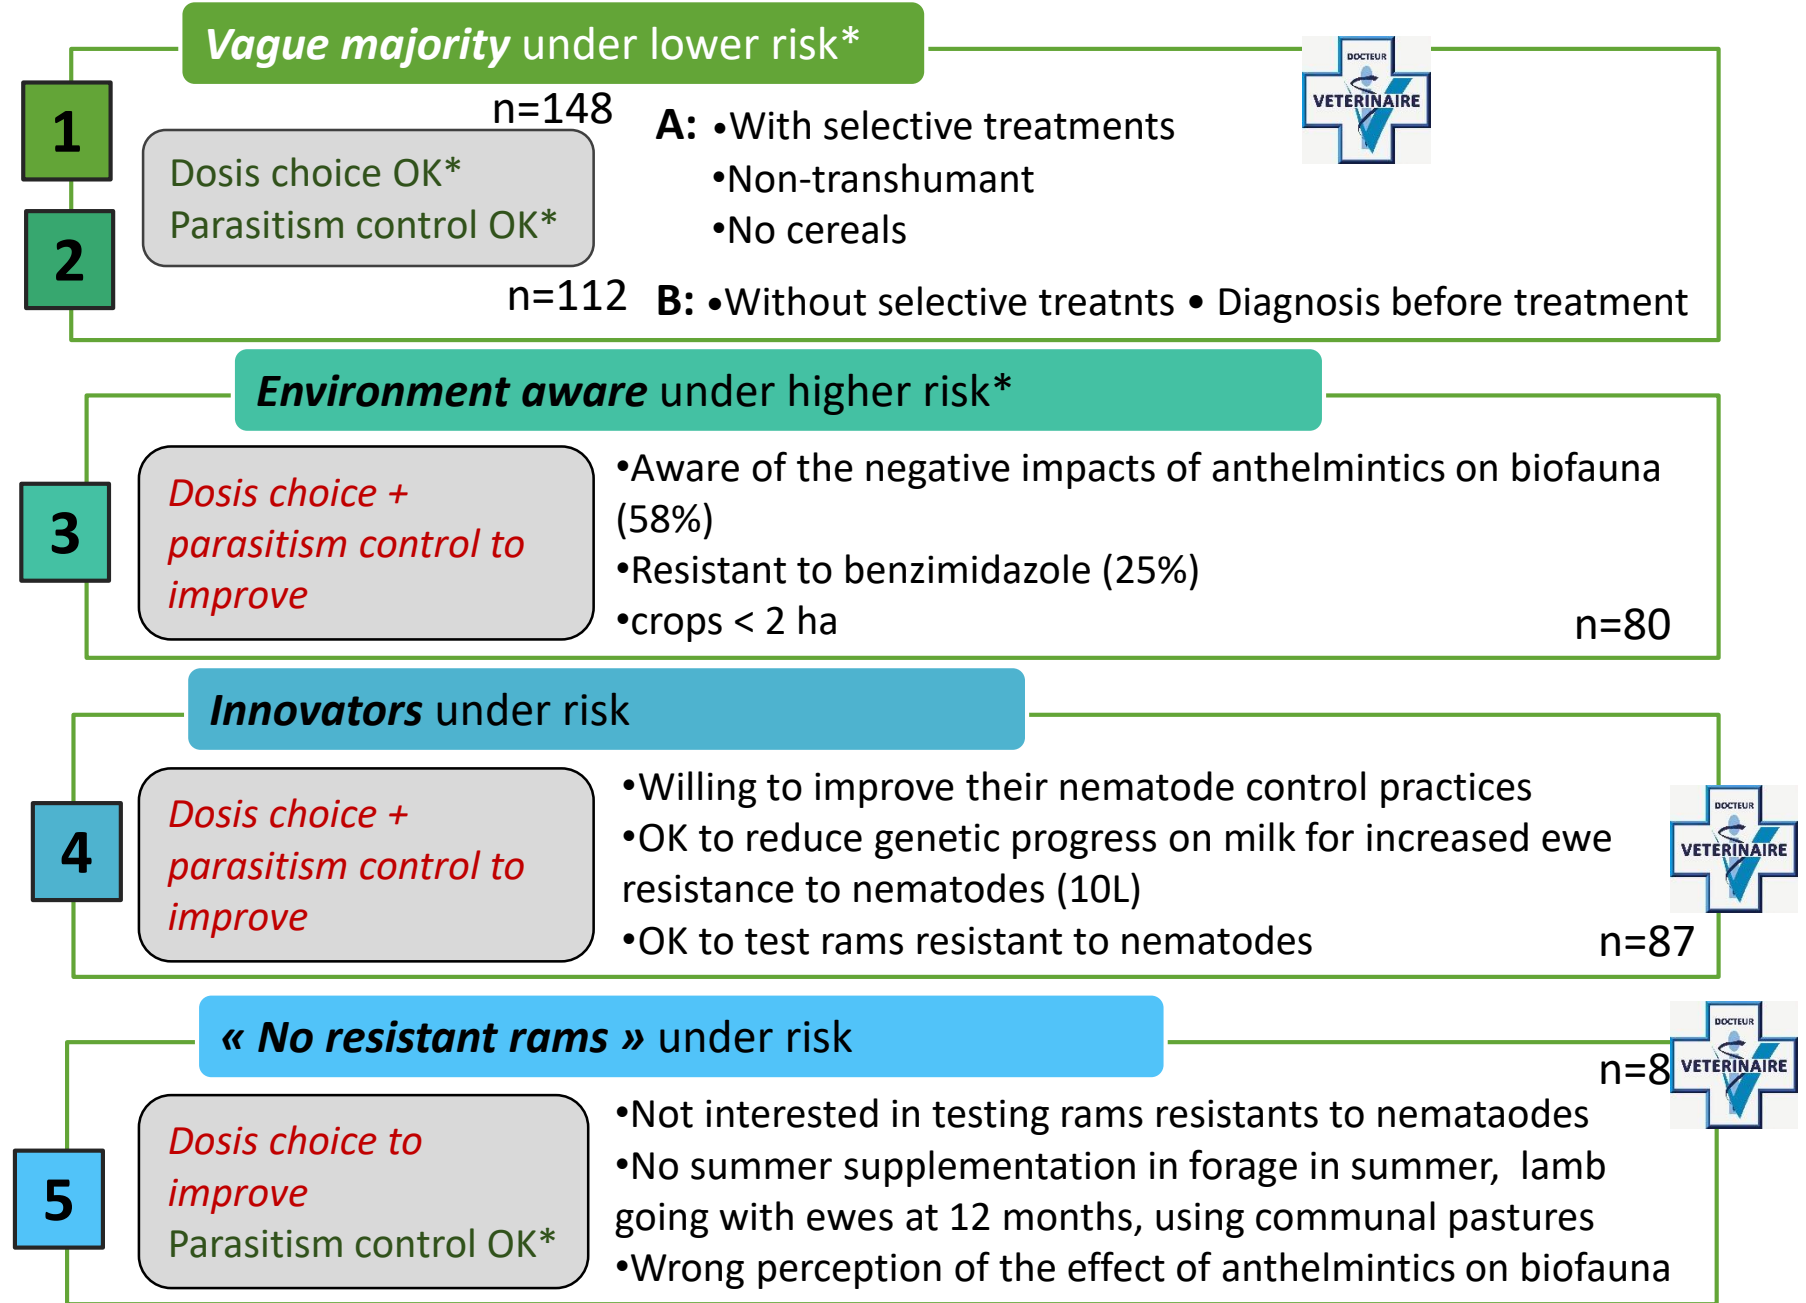 Vague majority under lower risk*
DOCTEUR
VETERINAIRE
1
n=148
Dosis choice OK*
Parasitism control OK*
2
n=112
A: •With selective treatments
•Non-transhumant
•No cereals
B: •Without selective treatnts • Diagnosis before treatment
Environment aware under higher risk*
3
Dosis choice +
parasitism control to
improve
•Aware of the negative impacts of anthelmintics on biofauna
(58%)
•Resistant to benzimidazole (25%)
•crops < 2 ha
n=80
Innovators under risk
4
Dosis choice +
parasitism control to
improve
•Willing to improve their nematode control practices
•OK to reduce genetic progress on milk for increased ewe
resistance to nematodes (10L)
•OK to test rams resistant to nematodes
n=87
DOCTEUR
VETERINAIRE
« No resistant rams » under risk
n=8
DOCTEUR
VETERINAIRE
5
Dosis choice to
improve
Parasitism control OK*
•Not interested in testing rams resistants to nemataodes
•No summer supplementation in forage in summer, lamb
going with ewes at 12 months, using communal pastures
•Wrong perception of the effect of anthelmintics on biofauna